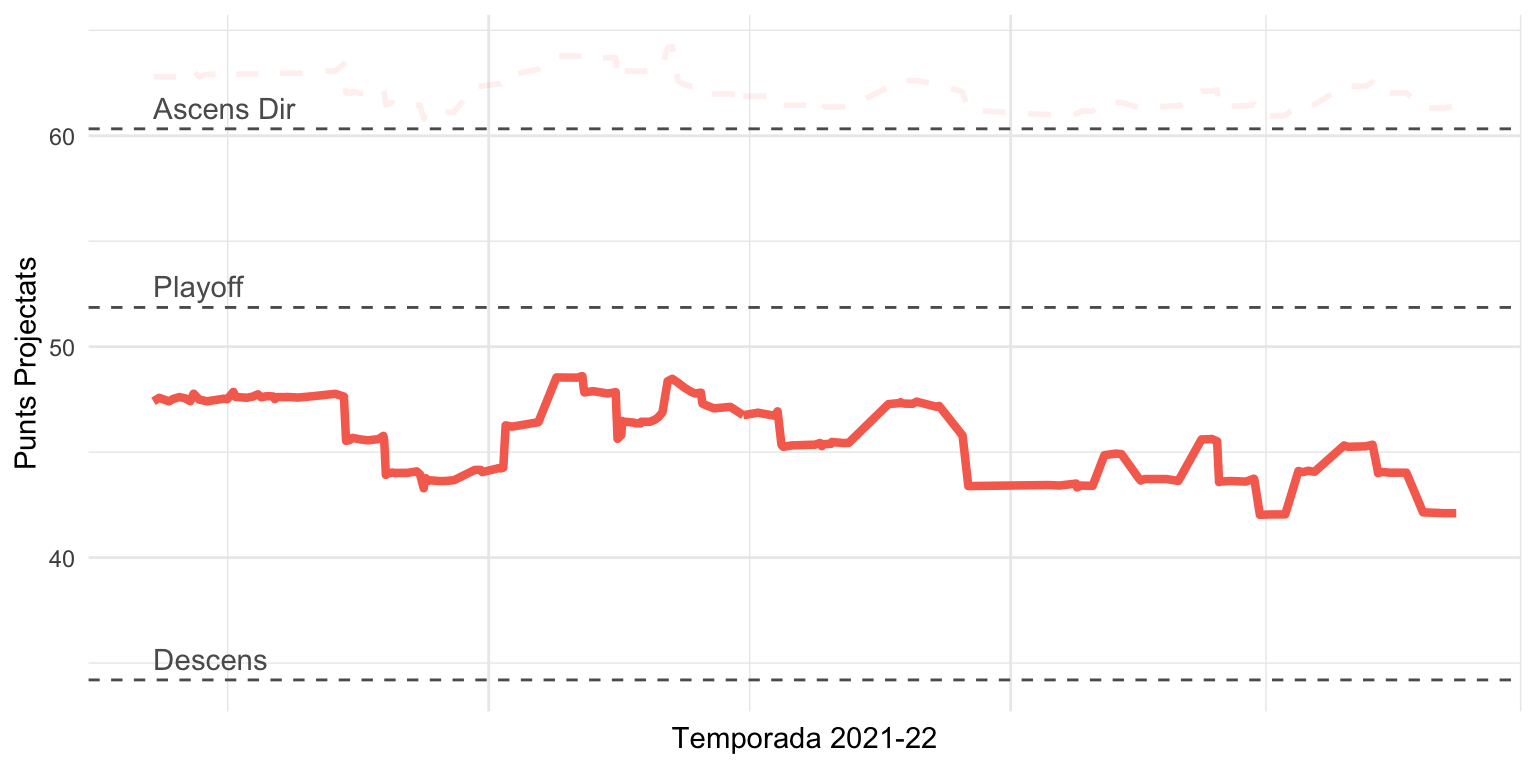 Ascens Dir
60
Playoff
50
40
Descens
Punts Projectats
Temporada 2021-22